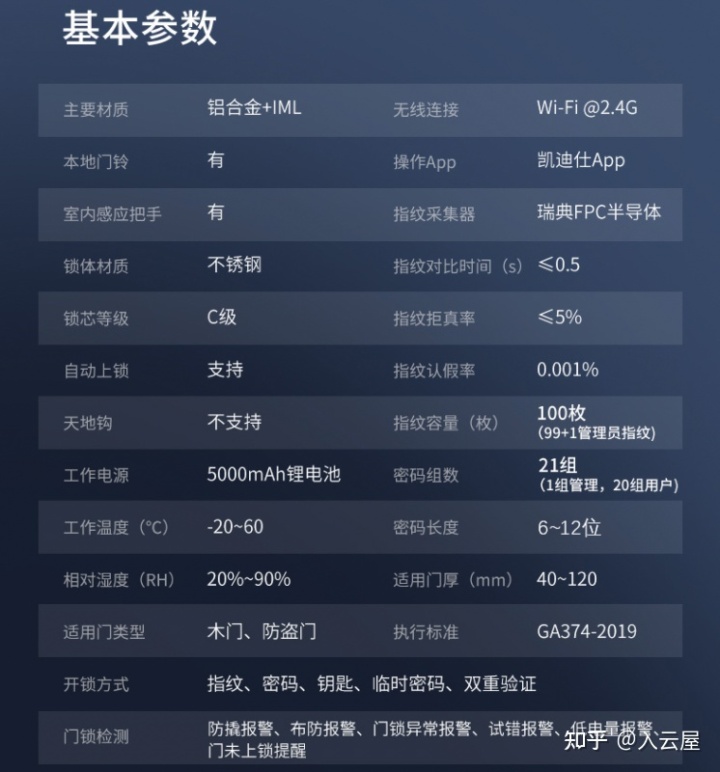 基本参数
主要材质 铝合金+IML 无线连接 Wi-Fi @2.4G
本地门铃 有 操作App 凯迪仕App
室内感应把手 有 指纹采集器 瑞典FPC半导体
锁体材质 不锈钢 指纹对比时间（s） ≤0.5
锁芯等级 C级 指纹拒真率 ≤5%
自动上锁 支持 指纹认假率 0.001%
天地钩 不支持 指纹容量（枚） 100枚
（99+1管理员指纹）
工作电源 5000mAh锂电池 密码组数 21组
（1组管理，20组用户）
工作温度（℃） -20~60 密码长度 6~12位
相对湿度（RH） 20%~90% 适用门厚（mm） 40~120
适用门类型 木门、防盗门 执行标准 GA374-2019
开锁方式 指纹、密码、钥匙、临时密码、双重验证
门锁检测 防撬报警、布防报警、门锁异常报警、试错报警、低电量报警、
门未上锁提醒
知乎 @入云屋